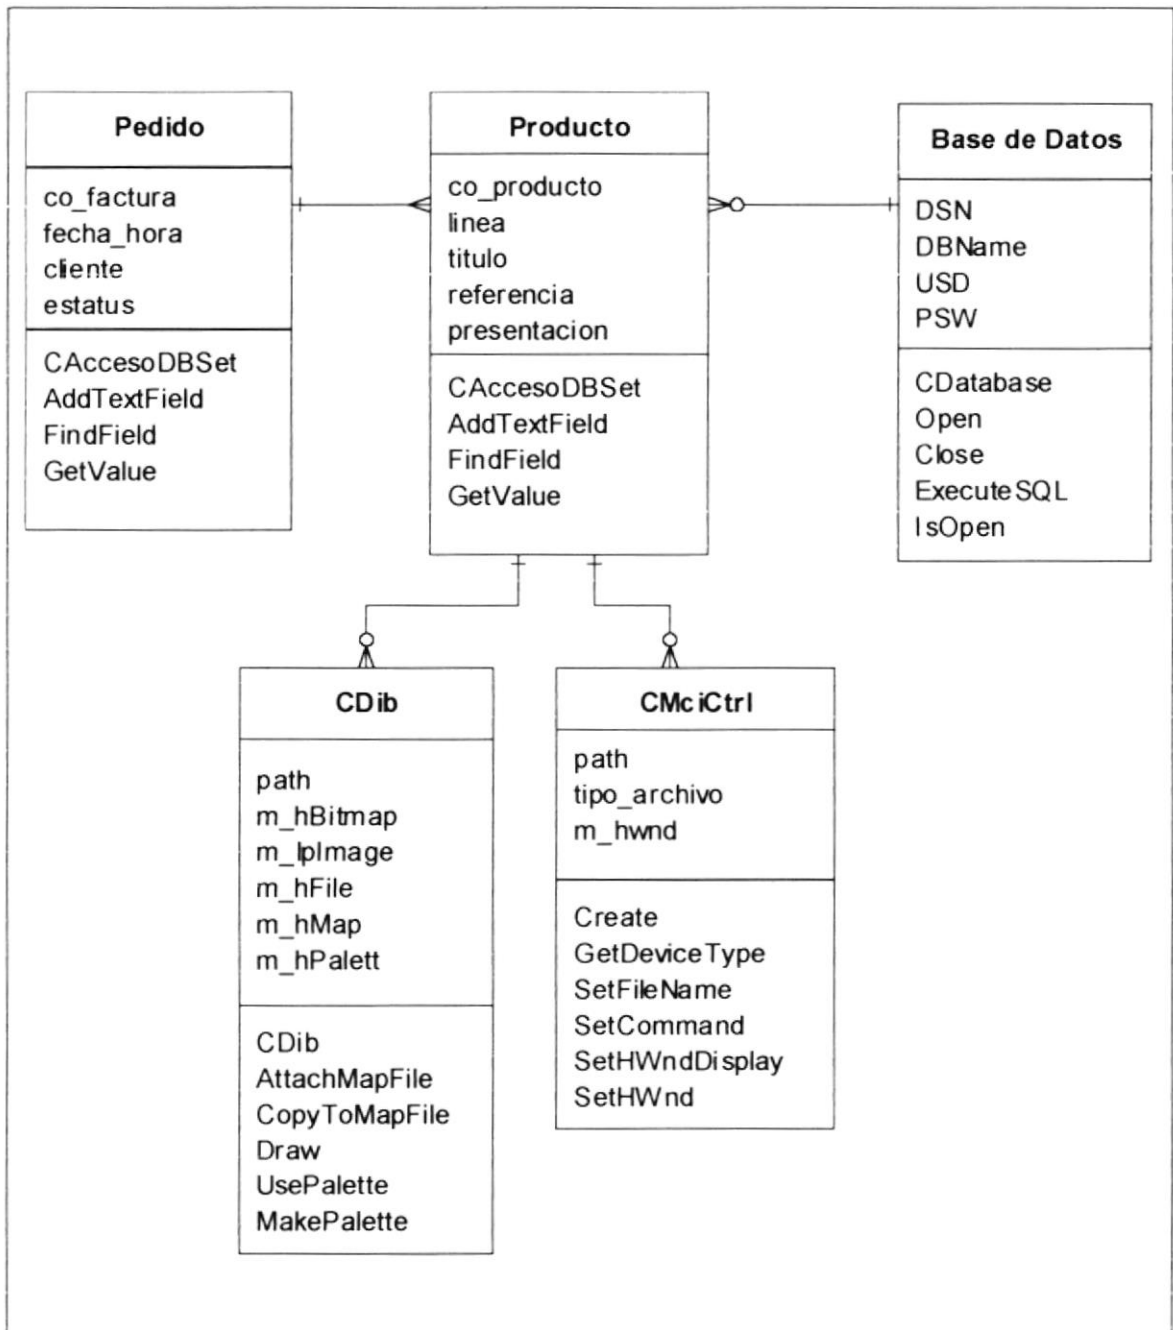 Pedido
co_factura
fecha_hora
cliente
estatus
CAccesoDBSet
AddTextField
FindField
GetValue
Producto
co_producto
linea
titulo
referencia
presentacion
CAccesoDBSet
AddTextField
FindField
GetValue
Base de Datos
DSN
DBName
USD
PSW
CDatabase
Open
Close
ExecuteSQL
IsOpen
CDib
path
m_hBitmap
m_lpImage
m_hFile
m_hMap
m_hPalett
CDib
AttachMapFile
CopyToMapFile
Draw
UsePalette
MakePalette
CMciCtrl
path
tipo_archivo
m_hwnd
Create
GetDeviceType
SetFileName
SetCommand
SetHWndDisplay
SetHWnd